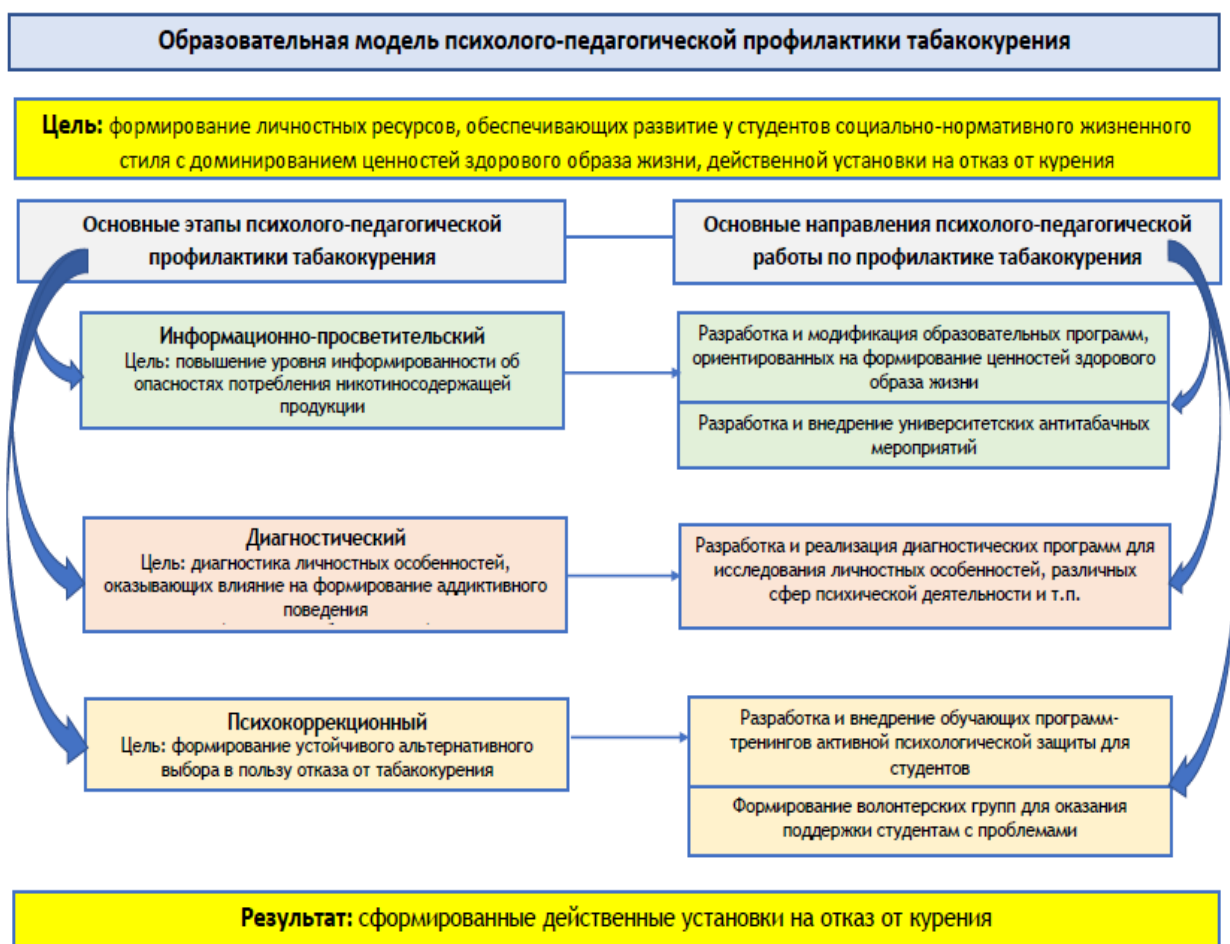 Образовательная модель психолого-педагогической профилактики табакокурения
Цель: формирование личностных ресурсов, обеспечивающих развитие у студентов социально-нормативного жизненного
стиля с доминированием ценностей здорового образа жизни, действенной установки на отказ от курения
Основные этапы психолого-педагогической
профилактики табакокурения
Основные направления психолого-педагогической
работы по профилактике табакокурения
Информационно-просветительский
Цель: повышение уровня информированности об
опасностях потребления никотиносодержащей
продукции
Разработка и модификация образовательных программ,
ориентированных на формирование ценностей здорового
образа жизни
Разработка и внедрение университетских антитабачных
мероприятий
Диагностический
Цель: диагностика личностных особенностей,
оказывающих влияние на формирование аддиктивного
поведения
Разработка и реализация диагностических программ для
исследования личностных особенностей, различных
сфер психической деятельности и т.п.
Психокоррекционный
Цель: формирование устойчивого альтернативного
выбора в пользу отказа от табакокурения
Разработка и внедрение обучающих программ-
тренингов активной психологической защиты для
студентов
Формирование волонтерских групп для оказания
поддержки студентам с проблемами
Результат: сформированные действенные установки на отказ от курения